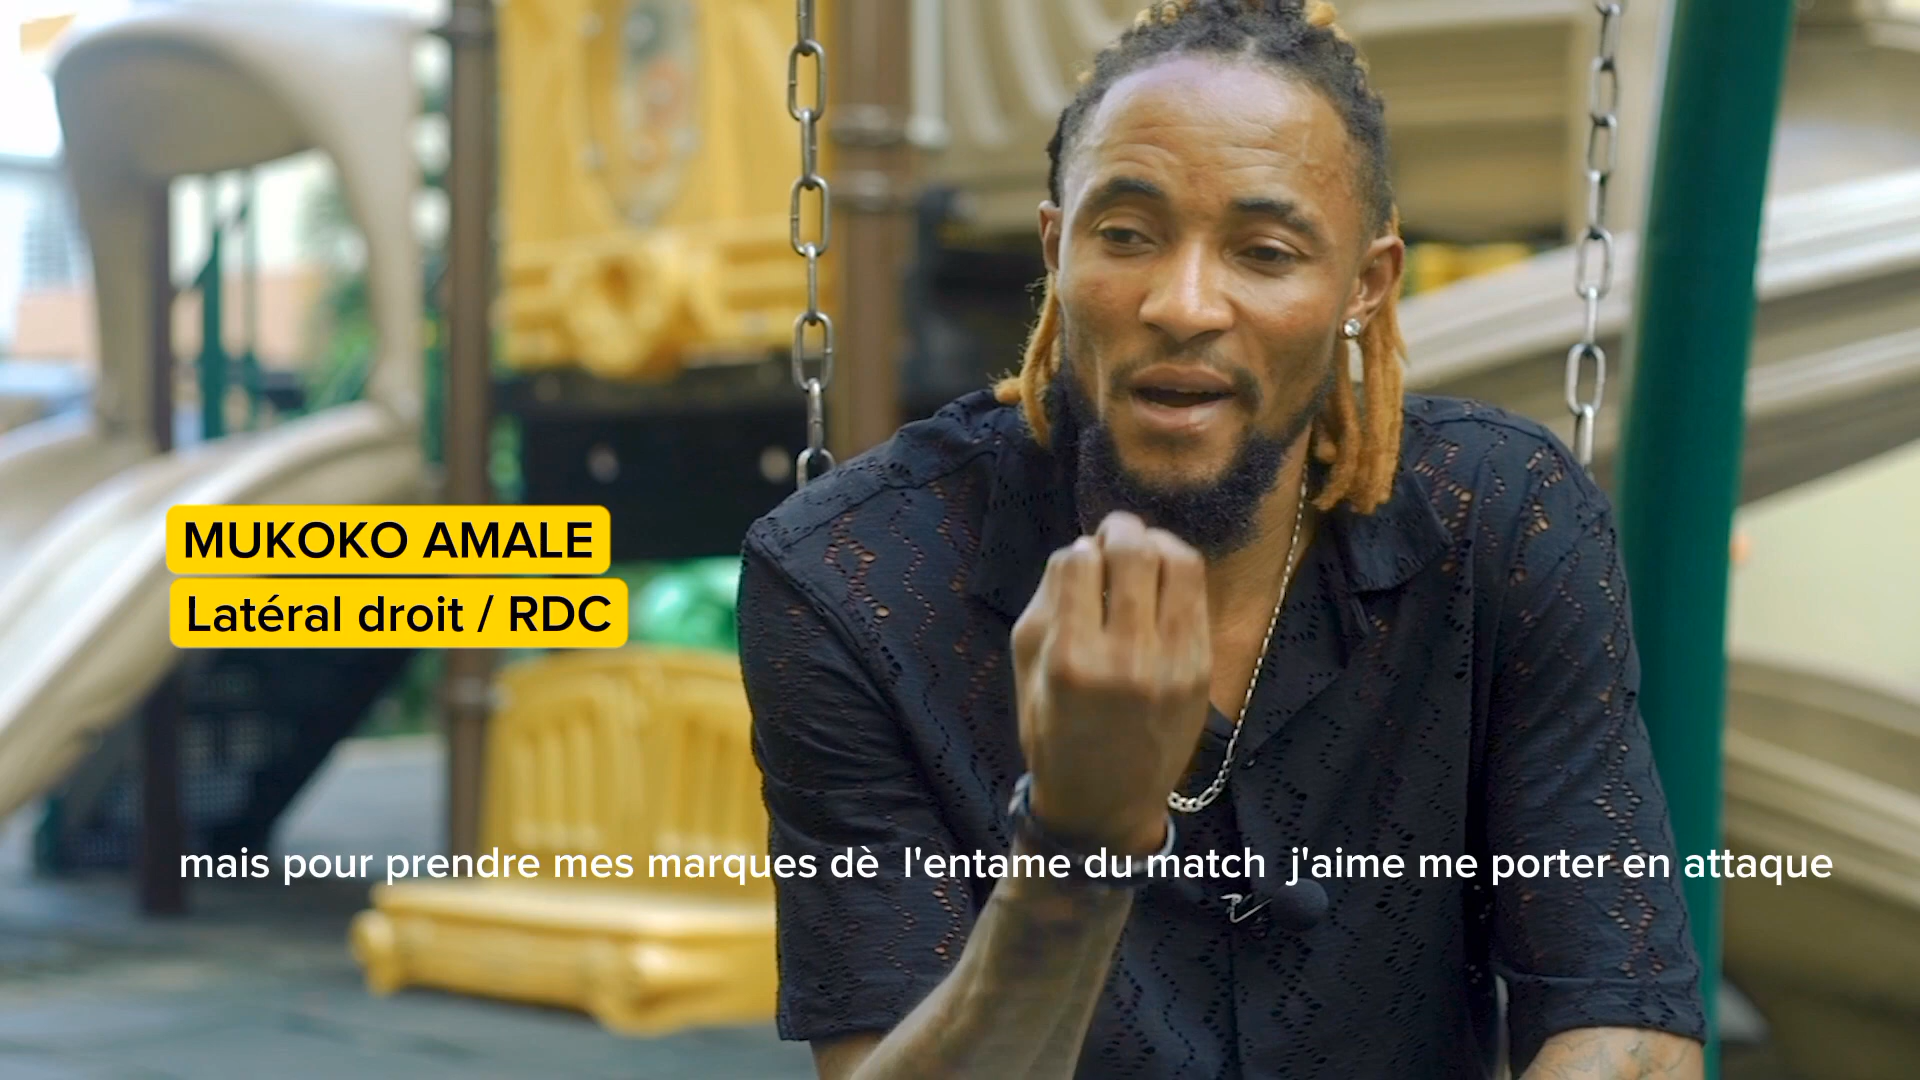 MUKOKO AMALE
Latéral droit / RDC
mais pour prendre mes marques dè  l'entame du match  j'aime me porter en attaque